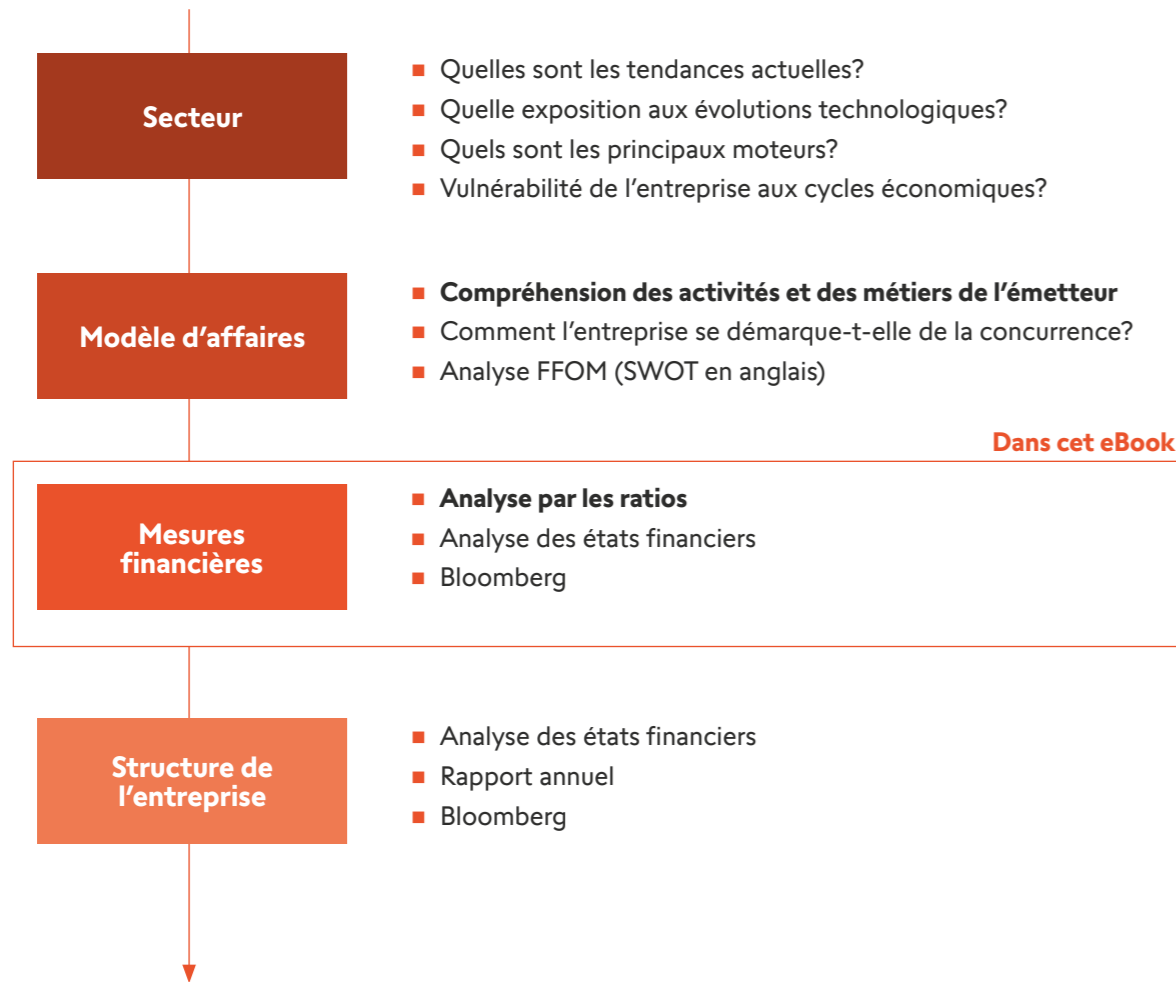 Secteur
Quelles sont les tendances actuelles?
Quelle exposition aux évolutions technologiques?
Quels sont les principaux moteurs?
Vulnérabilité de l’entreprise aux cycles économiques?
Modèle d’affaires
Compréhension des activités et des métiers de l’émetteur
Comment l’entreprise se démarque-t-elle de la concurrence?
Analyse FFOM (SWOT en anglais)
Dans cet eBook
Mesures
financières
Analyse par les ratios
Analyse des états financiers
Bloomberg
Structure de
l’entreprise
Analyse des états financiers
Rapport annuel
Bloomberg